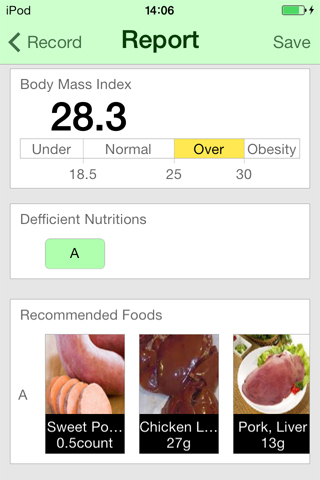 iPod 14:06
Record Report Save
Body Mass Index
28.3
Under Normal Over Obesity
18.5 25 30
Defficient Nutritions
A
Recommended Foods
A
Sweet Po... Chicken L... Pork, Liver
0.5count 27g 13g